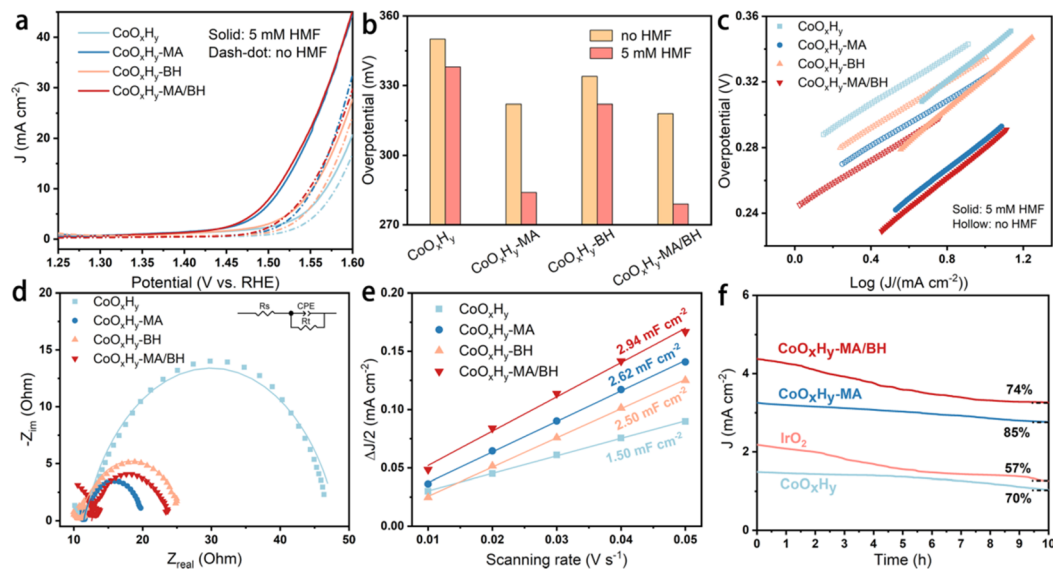 a
CoOxHy
CoOxHy-MA
CoOxHy-BH
CoOxHy-MA/BH
Solid: 5 mM HMF
Dash-dot: no HMF
J (mA cm⁻²)
40
30
20
10
0
1.25 1.30 1.35 1.40 1.45 1.50 1.55 1.60
Potential (V vs. RHE)
b
no HMF
5 mM HMF
Overpotential (mV)
360
330
300
270
CoOxHy
CoOxHy-MA
CoOxHy-BH
CoOxHy-MA/BH
c
CoOxHy
CoOxHy-MA
CoOxHy-BH
CoOxHy-MA/BH
Overpotential (V)
0.36
0.32
0.28
0.24
Solid: 5 mM HMF
Hollow: no HMF
0.0 0.4 0.8 1.2
Log (J/(mA cm⁻²))
d
CoOxHy
CoOxHy-MA
CoOxHy-BH
CoOxHy-MA/BH
Rs
CPE
Rt
-Zim (Ohm)
20
15
10
5
0
0 10 20 30 40 50
Zreal (Ohm)
e
CoOxHy
CoOxHy-MA
CoOxHy-BH
CoOxHy-MA/BH
2.94 mF cm⁻²
2.62 mF cm⁻²
2.50 mF cm⁻²
1.50 mF cm⁻²
ΔJ/2 (mA cm⁻²)
0.20
0.15
0.10
0.05
0.00
0.01 0.02 0.03 0.04 0.05
Scanning rate (V s⁻¹)
f
CoOxHy-MA/BH
74%
CoOxHy-MA
85%
IrO₂
57%
CoOxHy
70%
J (mA cm⁻²)
6
4
2
0
0 1 2 3 4 5 6 7 8 9 10
Time (h)